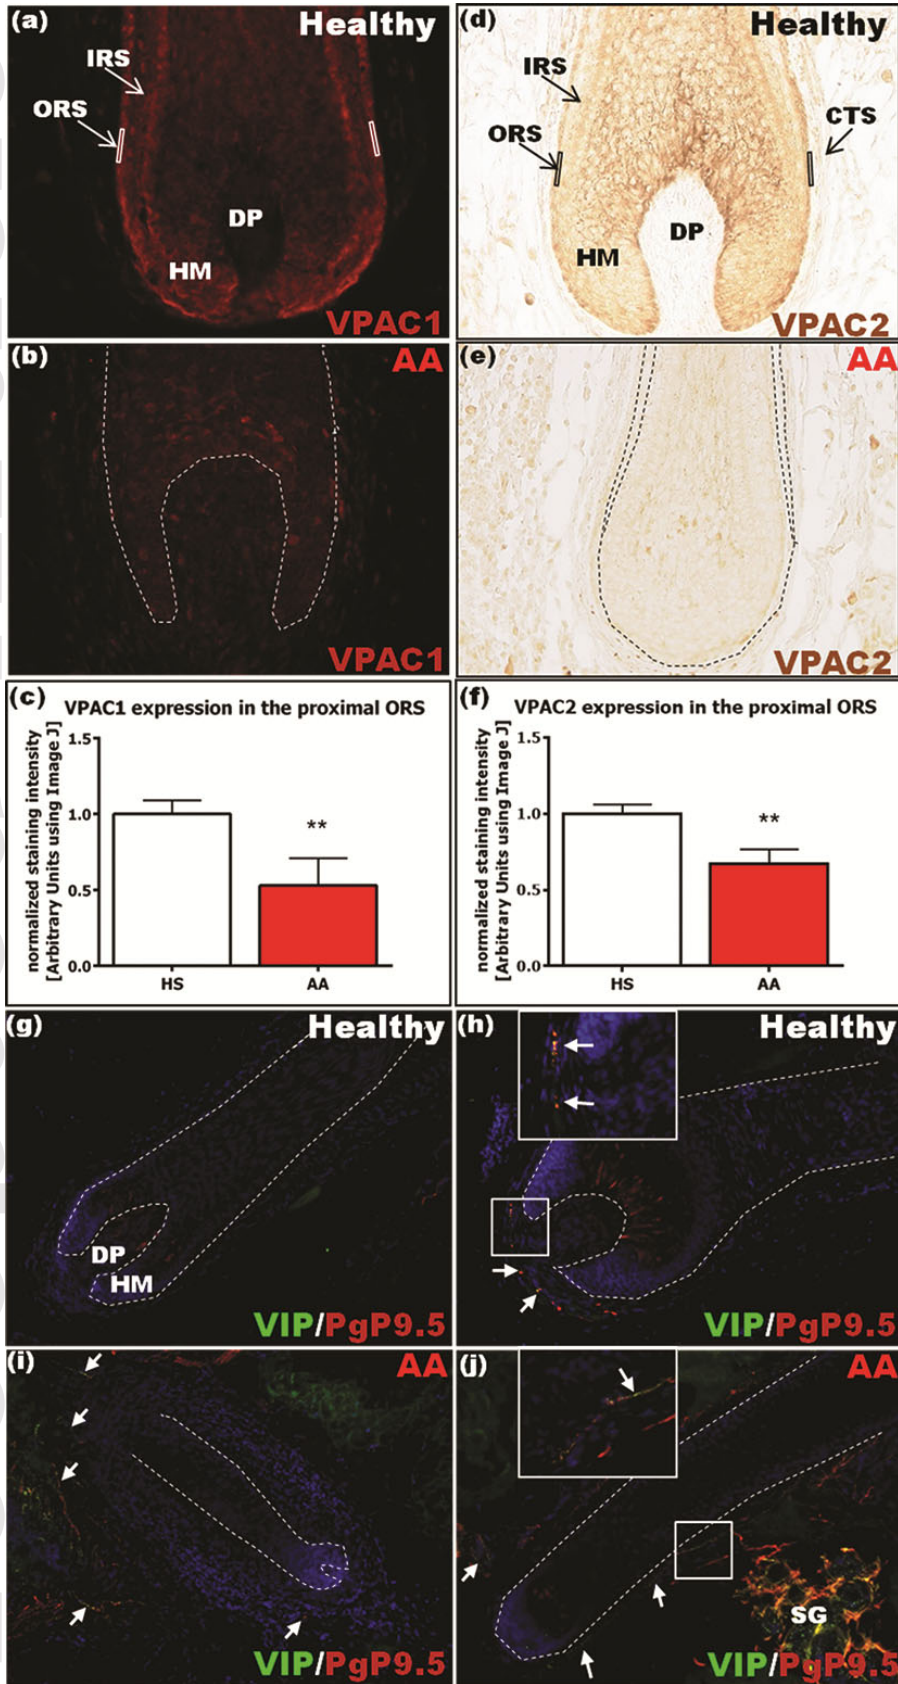 (a) Healthy
IRS
ORS
DP
HM
VPAC1
(d) Healthy
IRS
ORS
CTS
DP
HM
VPAC2
(b) AA
VPAC1
(e) AA
VPAC2
(c)
VPAC1 expression in the proximal ORS
normalized staining intensity
[Arbitrary Units using Image J]
1.5
1.0
**
0.5
0.0
HS AA
(f)
VPAC2 expression in the proximal ORS
normalized staining intensity
[Arbitrary Units using Image J]
1.5
1.0
**
0.5
0.0
HS AA
(g) Healthy
DP
HM
VIP/PgP9.5
(h) Healthy
VIP/PgP9.5
(i) AA
VIP/PgP9.5
(j) AA
SG
VIP/PgP9.5